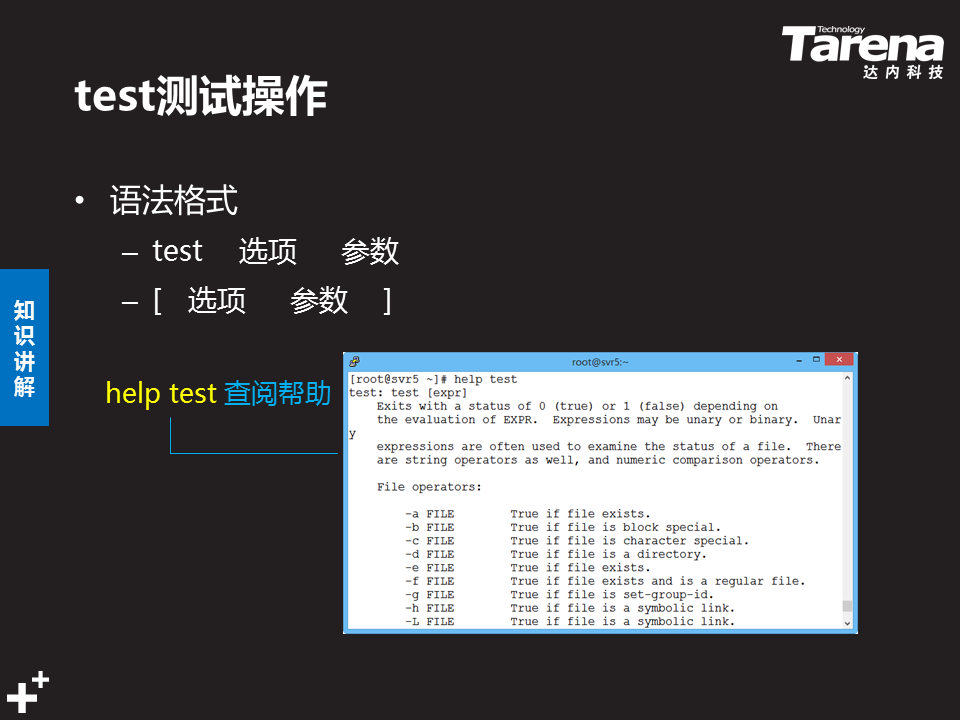 Technology
Tarena
达内科技
test测试操作
• 语法格式
– test 选项 参数
– [ 选项 参数 ]
知识讲解
help test 查阅帮助
root@svr5:~
[root@svr5 ~]# help test
test: test [expr]
Exits with a status of 0 (true) or 1 (false) depending on
the evaluation of EXPR. Expressions may be unary or binary. Unar
y
expressions are often used to examine the status of a file. There
are string operators as well, and numeric comparison operators.
File operators:
-a FILE True if file exists.
-b FILE True if file is block special.
-c FILE True if file is character special.
-d FILE True if file is a directory.
-e FILE True if file exists.
-f FILE True if file exists and is a regular file.
-g FILE True if file is set-group-id.
-h FILE True if file is a symbolic link.
-L FILE True if file is a symbolic link.